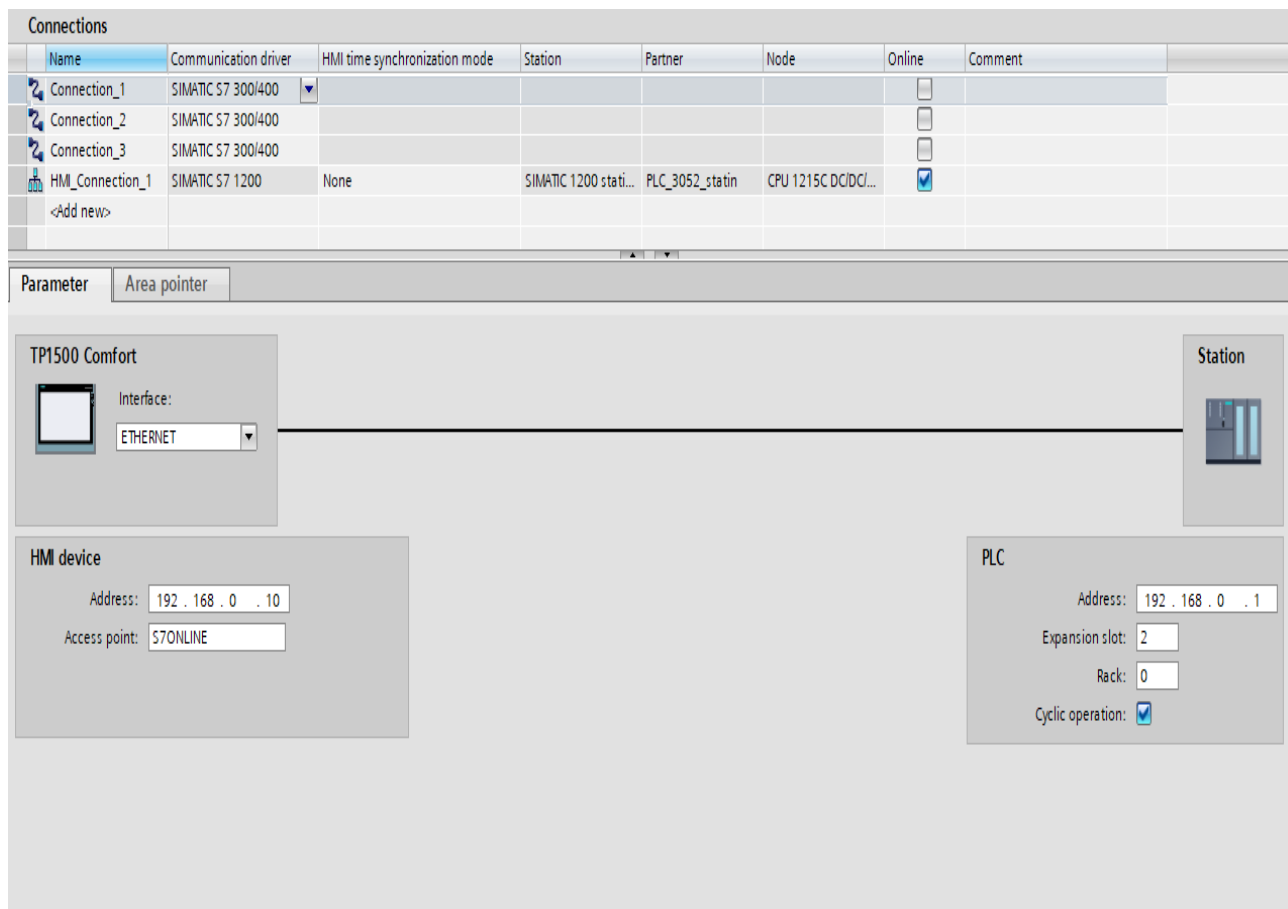 Connections
Name Communication driver HMI time synchronization mode Station Partner Node Online Comment
Connection_1 SIMATIC S7 300/400
Connection_2 SIMATIC S7 300/400
Connection_3 SIMATIC S7 300/400
HMI_Connection_1 SIMATIC S7 1200 None SIMATIC 1200 stati... PLC_3052_statin CPU 1215C DC/DC/...
<Add new>
Parameter Area pointer
TP1500 Comfort
Interface:
ETHERNET
Station
HMI device
Address: 192 . 168 . 0 . 10
Access point: S7ONLINE
PLC
Address: 192 . 168 . 0 . 1
Expansion slot: 2
Rack: 0
Cyclic operation: